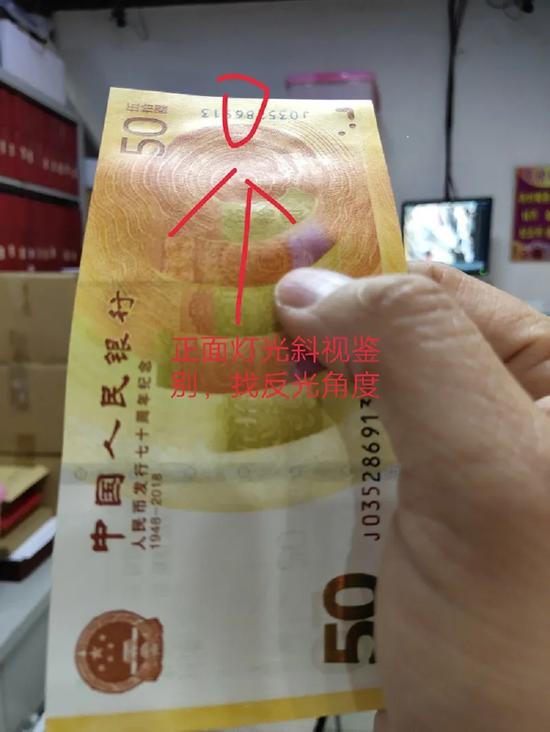 50
伍拾圆
J035286913
正面灯光斜视鉴
别，找反光角度
中国人民银行
人民币发行七十周年纪念
1948-2018
J035286913
50